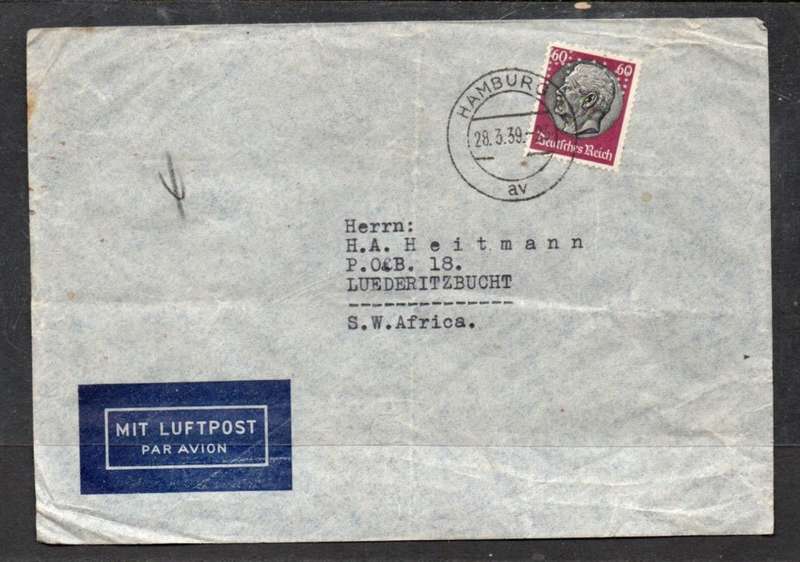 60 60
Deutsches Reich
HAMBURG
28.3.39.
av
Herrn:
H.A. Heitmann
P.O&B. 18.
LUEDERITZBUCHT
S.W.Africa.
MIT LUFTPOST
PAR AVION